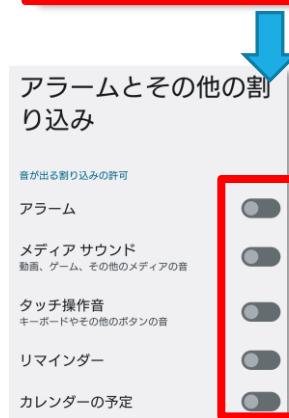 アラームとその他の割
り込み
音が出る割り込みの許可
アラーム
メディア サウンド
動画、ゲーム、その他のメディアの音
タッチ操作音
キーボードやその他のボタンの音
リマインダー
カレンダーの予定